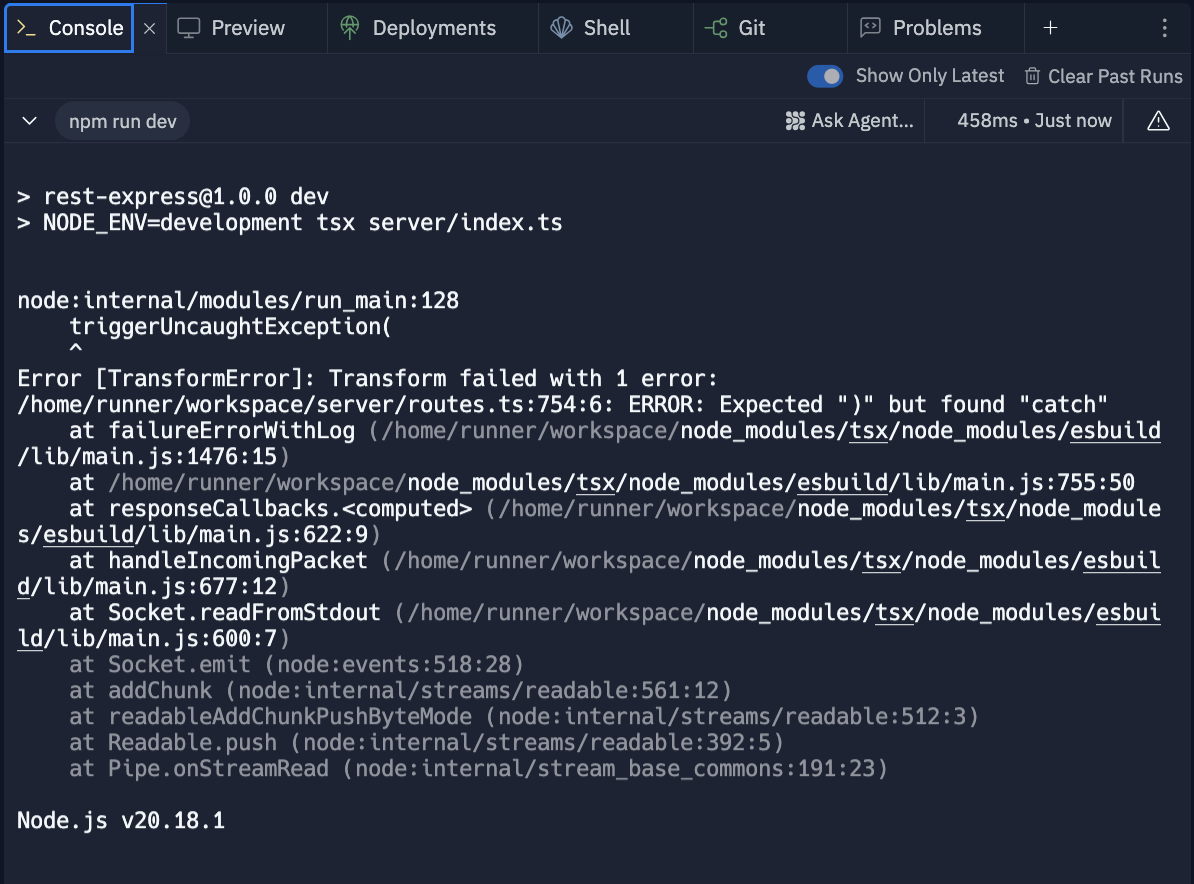 Console
Preview
Deployments
Shell
Git
Problems
Show Only Latest
Clear Past Runs
npm run dev
Ask Agent...
458ms • Just now
> rest-express@1.0.0 dev
> NODE_ENV=development tsx server/index.ts
node:internal/modules/run_main:128
    triggerUncaughtException(
    ^
Error [TransformError]: Transform failed with 1 error:
/home/runner/workspace/server/routes.ts:754:6: ERROR: Expected ")" but found "catch"
    at failureErrorWithLog (/home/runner/workspace/node_modules/tsx/node_modules/esbuild
/lib/main.js:1476:15)
    at /home/runner/workspace/node_modules/tsx/node_modules/esbuild/lib/main.js:755:50
    at responseCallbacks.<computed> (/home/runner/workspace/node_modules/tsx/node_module
s/esbuild/lib/main.js:622:9)
    at handleIncomingPacket (/home/runner/workspace/node_modules/tsx/node_modules/esbuil
d/lib/main.js:677:12)
    at Socket.readFromStdout (/home/runner/workspace/node_modules/tsx/node_modules/esbui
ld/lib/main.js:600:7)
    at Socket.emit (node:events:518:28)
    at addChunk (node:internal/streams/readable:561:12)
    at readableAddChunkPushByteMode (node:internal/streams/readable:512:3)
    at Readable.push (node:internal/streams/readable:392:5)
    at Pipe.onStreamRead (node:internal/stream_base_commons:191:23)
Node.js v20.18.1